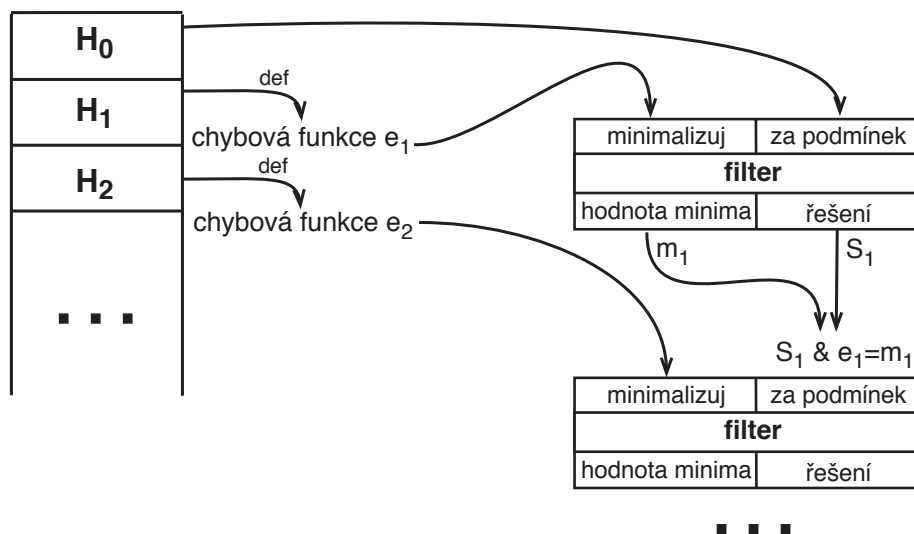 H₀
def
H₁
chybová funkce e₁
def
H₂
chybová funkce e₂
. . .
minimalizuj za podmínek
filter
hodnota minima řešení
m₁ S₁
S₁ & e₁=m₁
minimalizuj za podmínek
filter
hodnota minima řešení
. . .